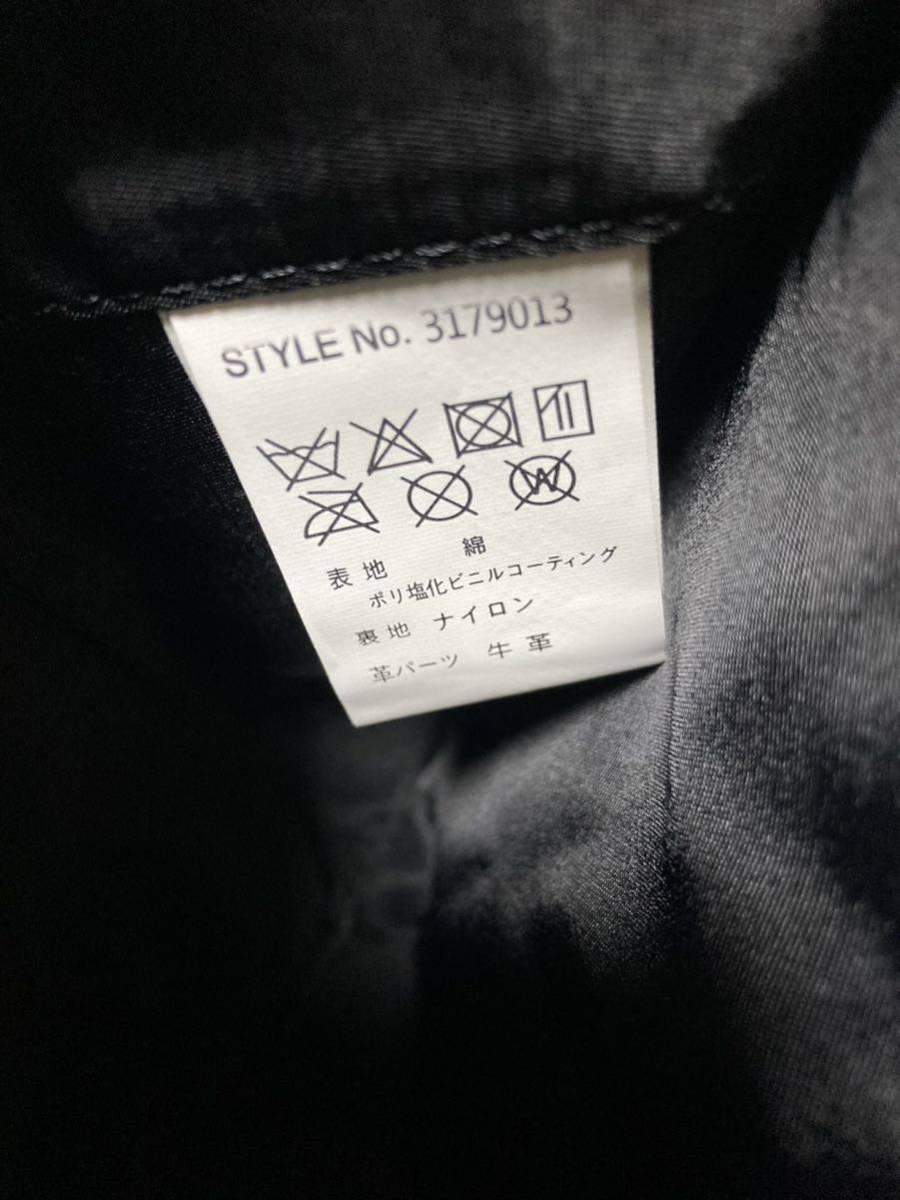 STYLE No. 3179013
W
表地 綿
ポリ塩化ビニルコーティング
裏地 ナイロン
革パーツ 牛革